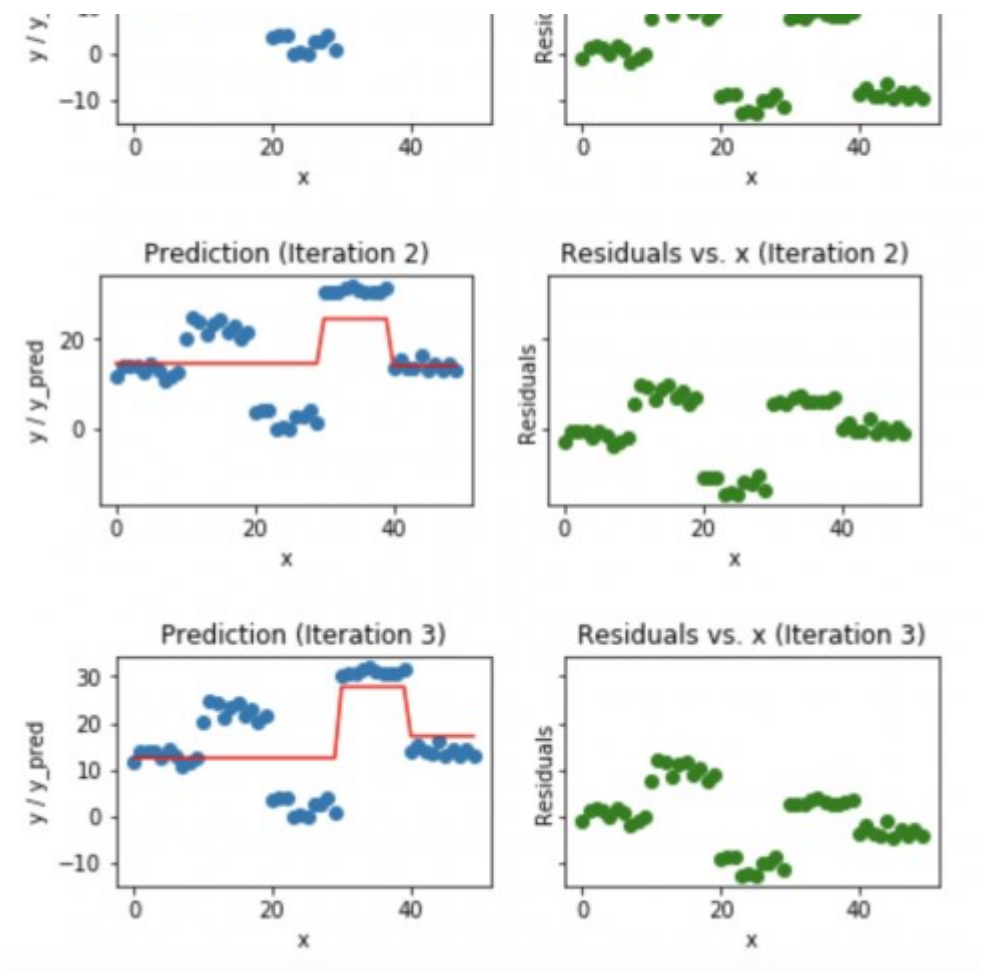 10
y / y_
0
−10
0 20 40
x
Resid
0 20 40
x
Prediction (Iteration 2)
y / y_pred
20
0
0 20 40
x
Residuals vs. x (Iteration 2)
Residuals
0 20 40
x
Prediction (Iteration 3)
y / y_pred
30
20
10
0
−10
0 20 40
x
Residuals vs. x (Iteration 3)
Residuals
0 20 40
x